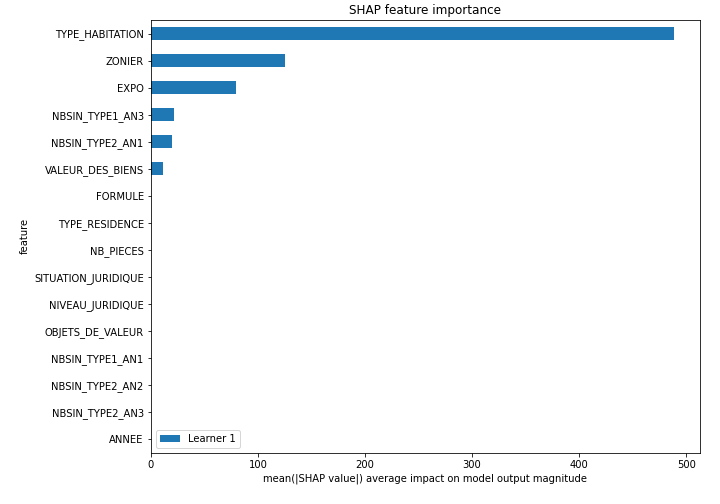 SHAP feature importance
TYPE_HABITATION
ZONIER
EXPO
NBSIN_TYPE1_AN3
NBSIN_TYPE2_AN1
VALEUR_DES_BIENS
FORMULE
TYPE_RESIDENCE
NB_PIECES
SITUATION_JURIDIQUE
NIVEAU_JURIDIQUE
OBJETS_DE_VALEUR
NBSIN_TYPE1_AN1
NBSIN_TYPE2_AN2
NBSIN_TYPE2_AN3
ANNEE
feature
Learner 1
0 100 200 300 400 500
mean(|SHAP value|) average impact on model output magnitude